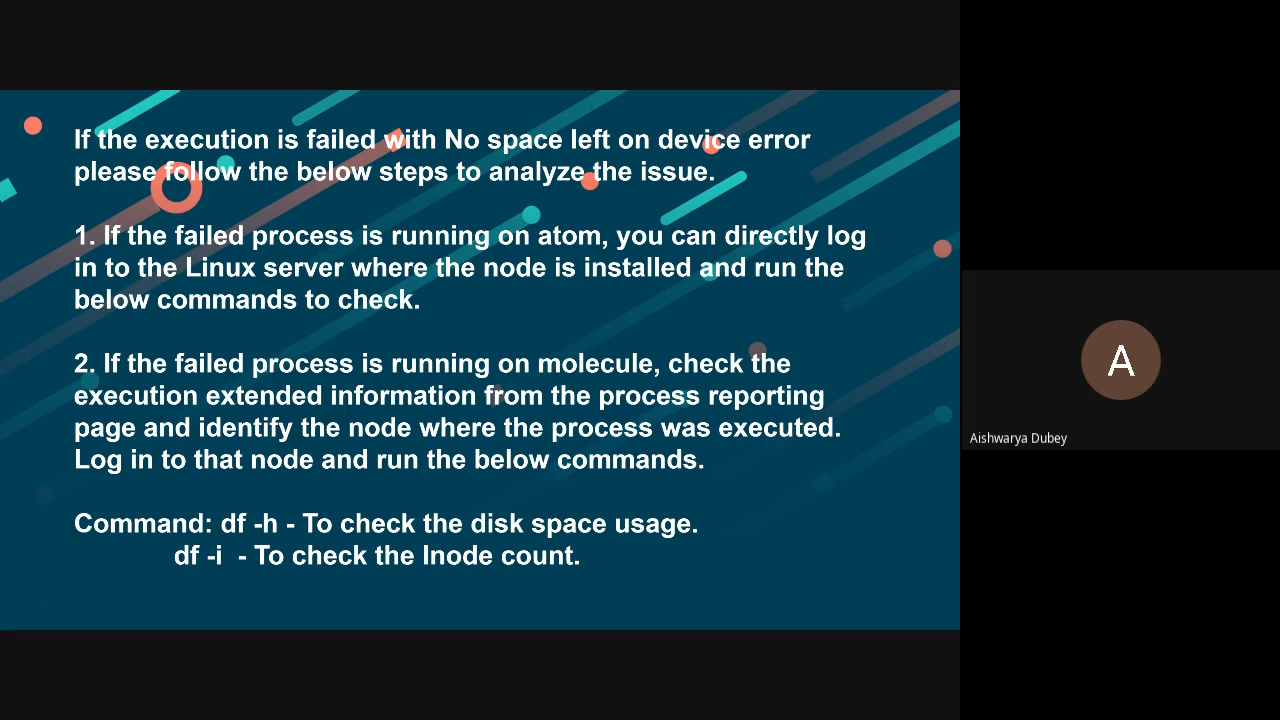 If the execution is failed with No space left on device error
please follow the below steps to analyze the issue.
1. If the failed process is running on atom, you can directly log
in to the Linux server where the node is installed and run the
below commands to check.
2. If the failed process is running on molecule, check the
execution extended information from the process reporting
page and identify the node where the process was executed.
Log in to that node and run the below commands.
Command: df -h - To check the disk space usage.
df -i - To check the Inode count.
A
Aishwarya Dubey